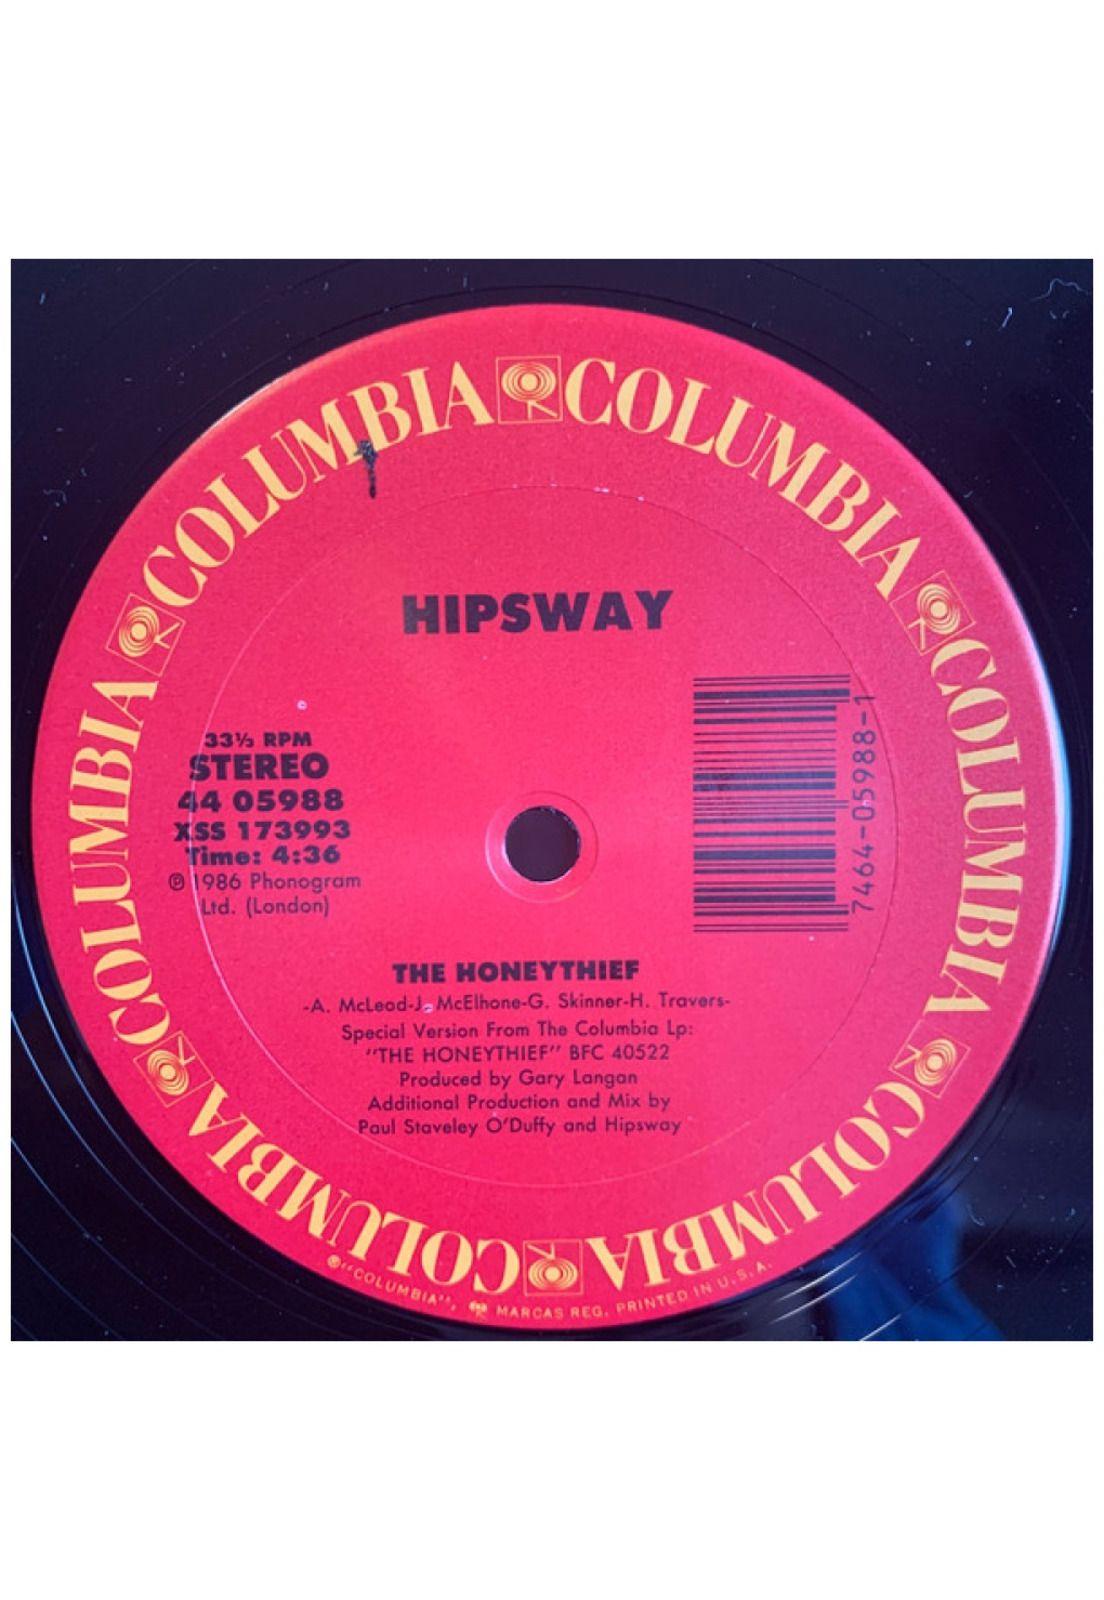 COLUMBIA COLUMBIA COLUMBIA COLUMBIA COLUMBIA COLUMBIA COLUMBIA COLUMBIA
HIPSWAY
33⅓ RPM
STEREO
44 05988
XSS 173993
Time: 4:36
℗ 1986 Phonogram
Ltd. (London)
7464-05988-1
THE HONEYTHIEF
-A. McLeod-J. McElhone-G. Skinner-H. Travers-
Special Version From The Columbia Lp:
"THE HONEYTHIEF" BFC 40522
Produced by Gary Langan
Additional Production and Mix by
Paul Staveley O'Duffy and Hipsway
®"COLUMBIA", MARCAS REG. PRINTED IN U.S.A.